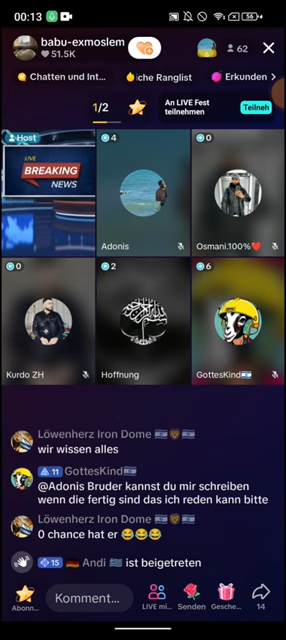 00:13
56
babu-exmoslem
51.5K
62
Chatten und Int...
iche Ranglist
Erkunden >
1/2
An LIVE Fest
teilnehmen
Teilneh
Host
LIVE
BREAKING
NEWS
4
Adonis
0
Osmani.100%❤️
0
Kurdo ZH
2
Hoffnung
6
GottesKind🇮🇱
Löwenherz Iron Dome 🇮🇱🦁🇮🇱
wir wissen alles
11 GottesKind🇮🇱
@Adonis Bruder kannst du mir schreiben
wenn die fertig sind das ich reden kann bitte
Löwenherz Iron Dome 🇮🇱🦁🇮🇱
0 chance hat er 😂😂😂
15 🇩🇪 Andi 🇬🇷 ist beigetreten
Abonn...
Komment...
LIVE mi...
Senden
Gesche...
14